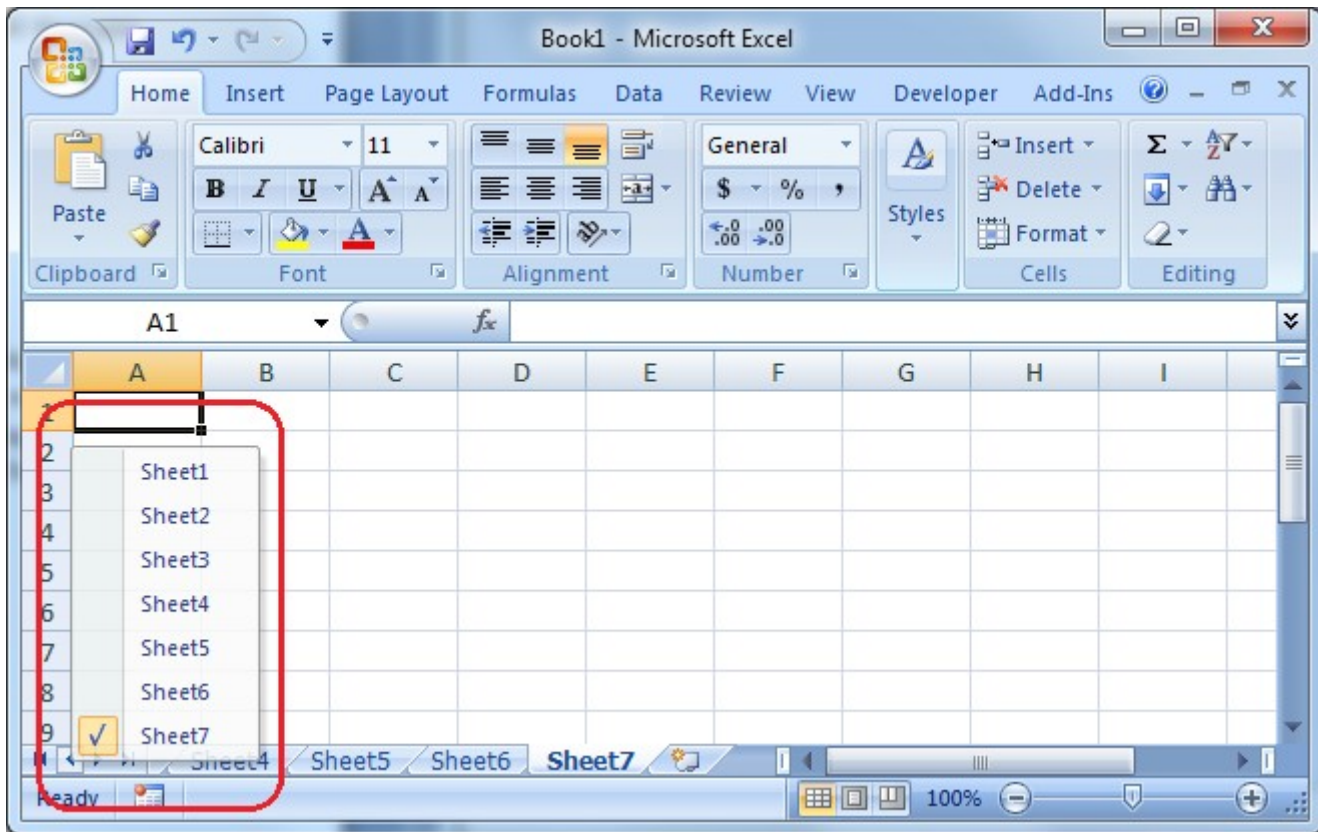 Book1 - Microsoft Excel
Home Insert Page Layout Formulas Data Review View Developer Add-Ins
Calibri 11 General Insert
B I U A A $ % , Delete
Paste Styles Format
Clipboard Font Alignment Number Cells Editing
A1 fx
A B C D E F G H I
1
2
Sheet1
3
Sheet2
4
Sheet3
5
Sheet4
6
Sheet5
7
8
Sheet6
9
Sheet7
Sheet4 Sheet5 Sheet6 Sheet7
Ready 100%